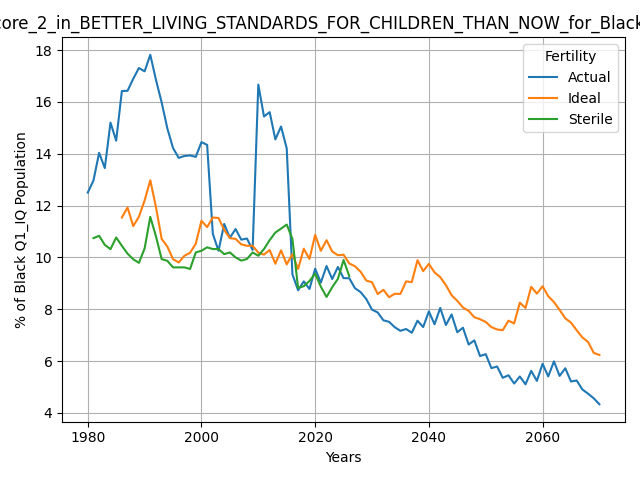 core_2_in_BETTER_LIVING_STANDARDS_FOR_CHILDREN_THAN_NOW_for_Black
Fertility
Actual
Ideal
Sterile
% of Black Q1_IQ Population
18
16
14
12
10
8
6
4
1980 2000 2020 2040 2060
Years